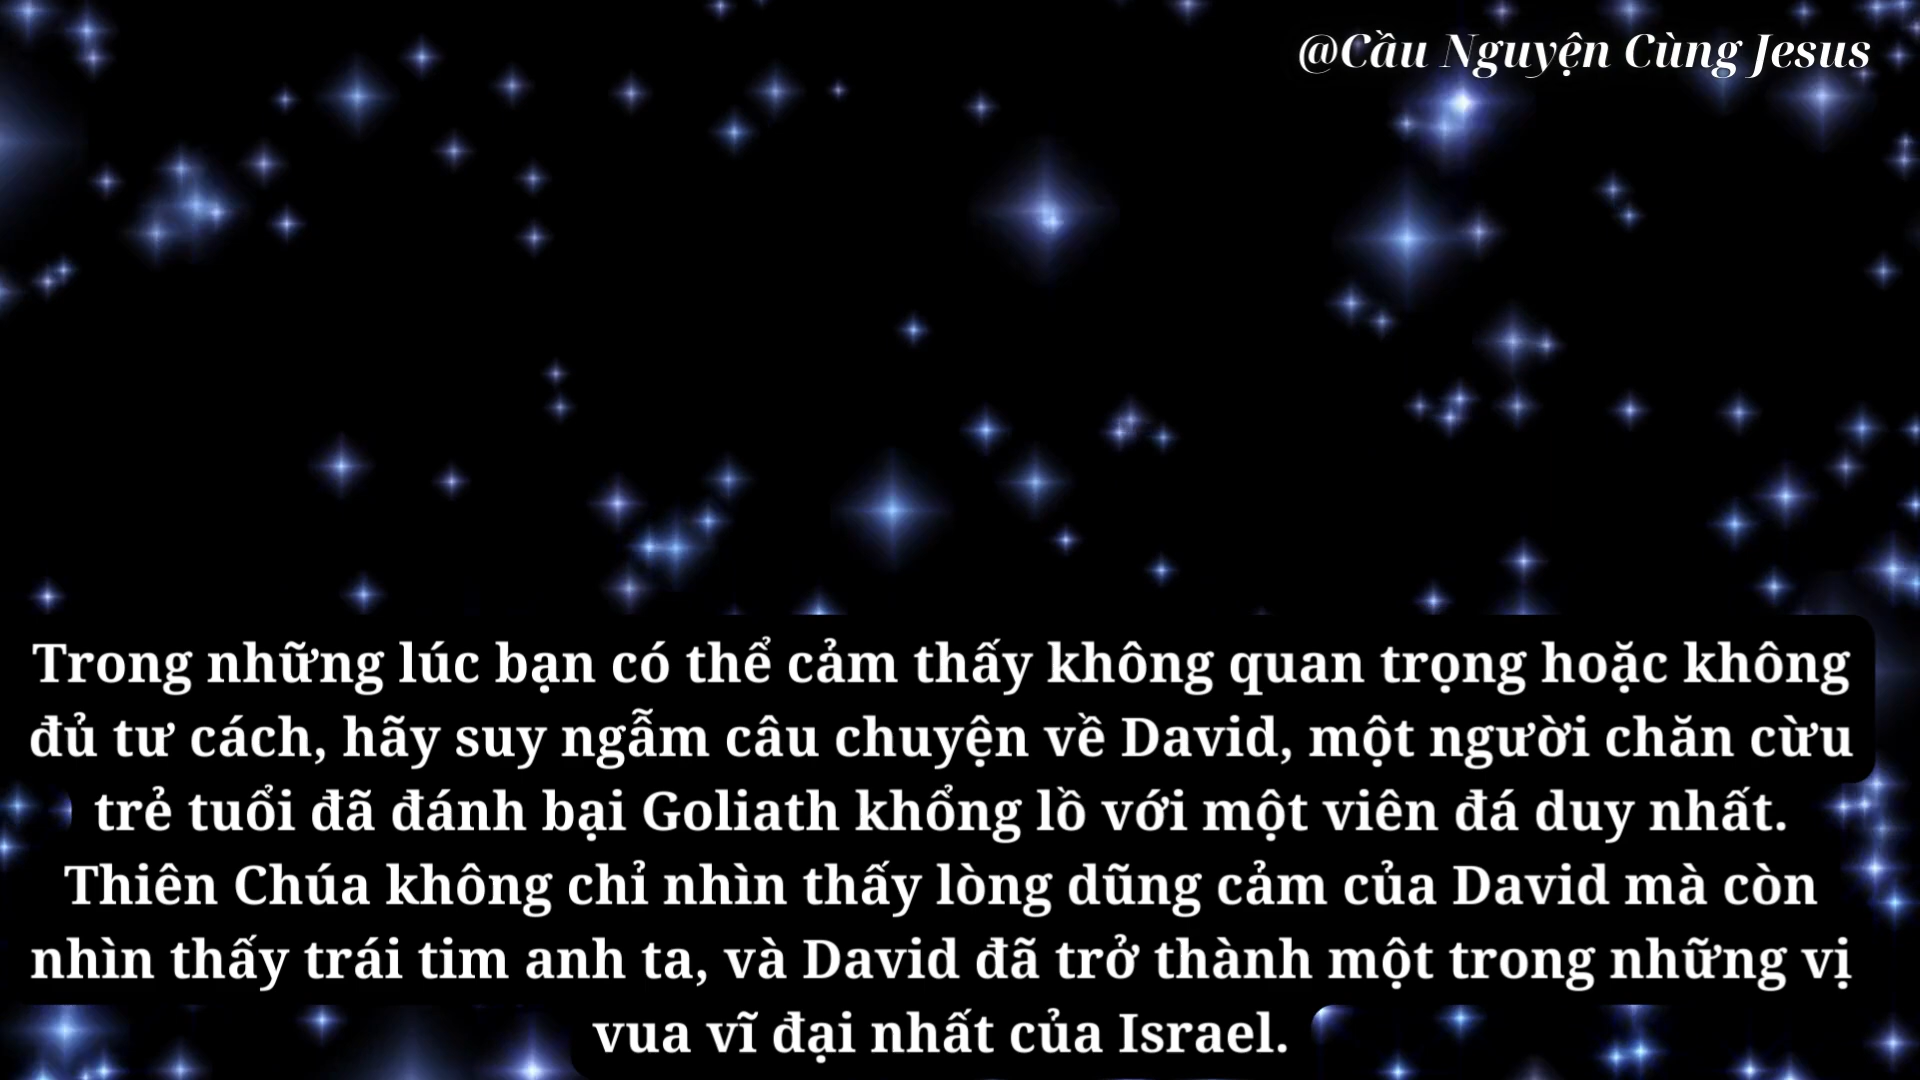 @Cầu Nguyện Cùng Jesus
Trong những lúc bạn có thể cảm thấy không quan trọng hoặc không
đủ tư cách, hãy suy ngẫm câu chuyện về David, một người chăn cừu
trẻ tuổi đã đánh bại Goliath khổng lồ với một viên đá duy nhất.
Thiên Chúa không chỉ nhìn thấy lòng dũng cảm của David mà còn
nhìn thấy trái tim anh ta, và David đã trở thành một trong những vị
vua vĩ đại nhất của Israel.